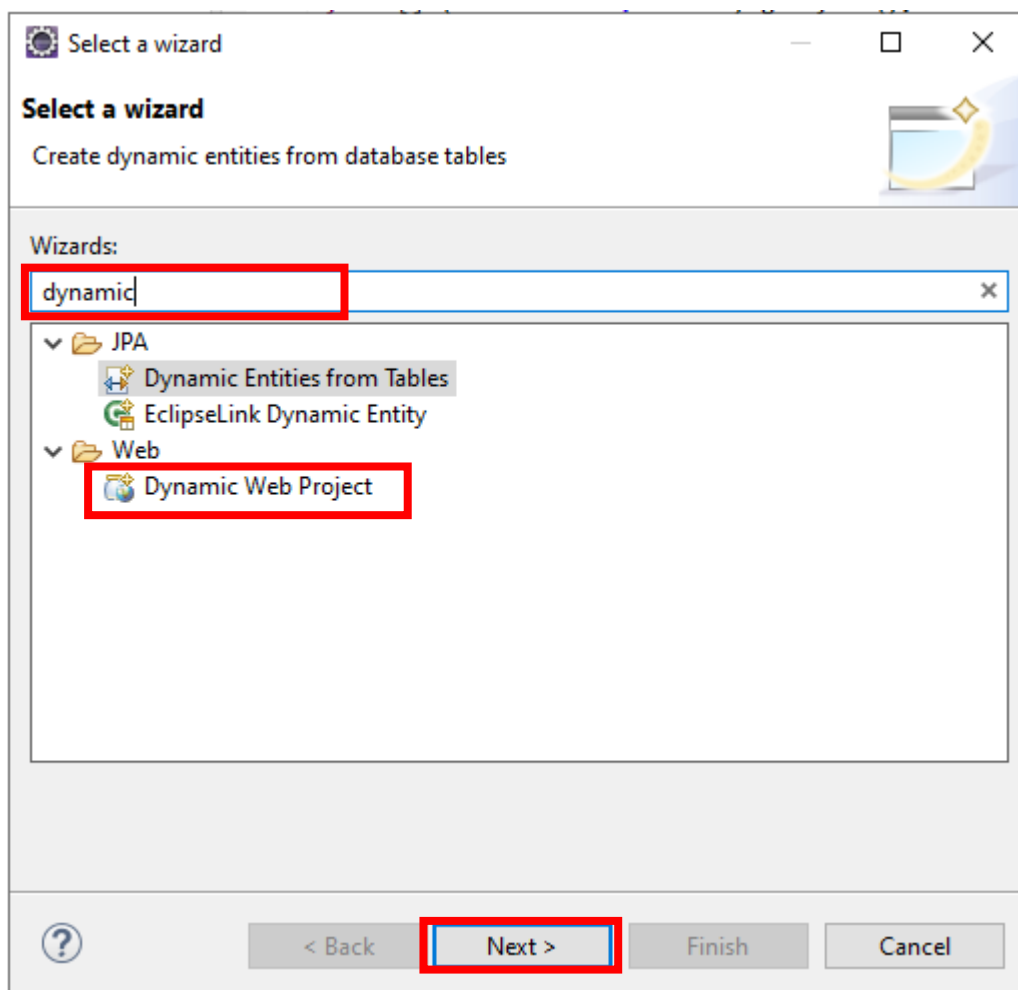 Select a wizard
Select a wizard
Create dynamic entities from database tables
Wizards:
dynamic
JPA
Dynamic Entities from Tables
EclipseLink Dynamic Entity
Web
Dynamic Web Project
< Back Next > Finish Cancel